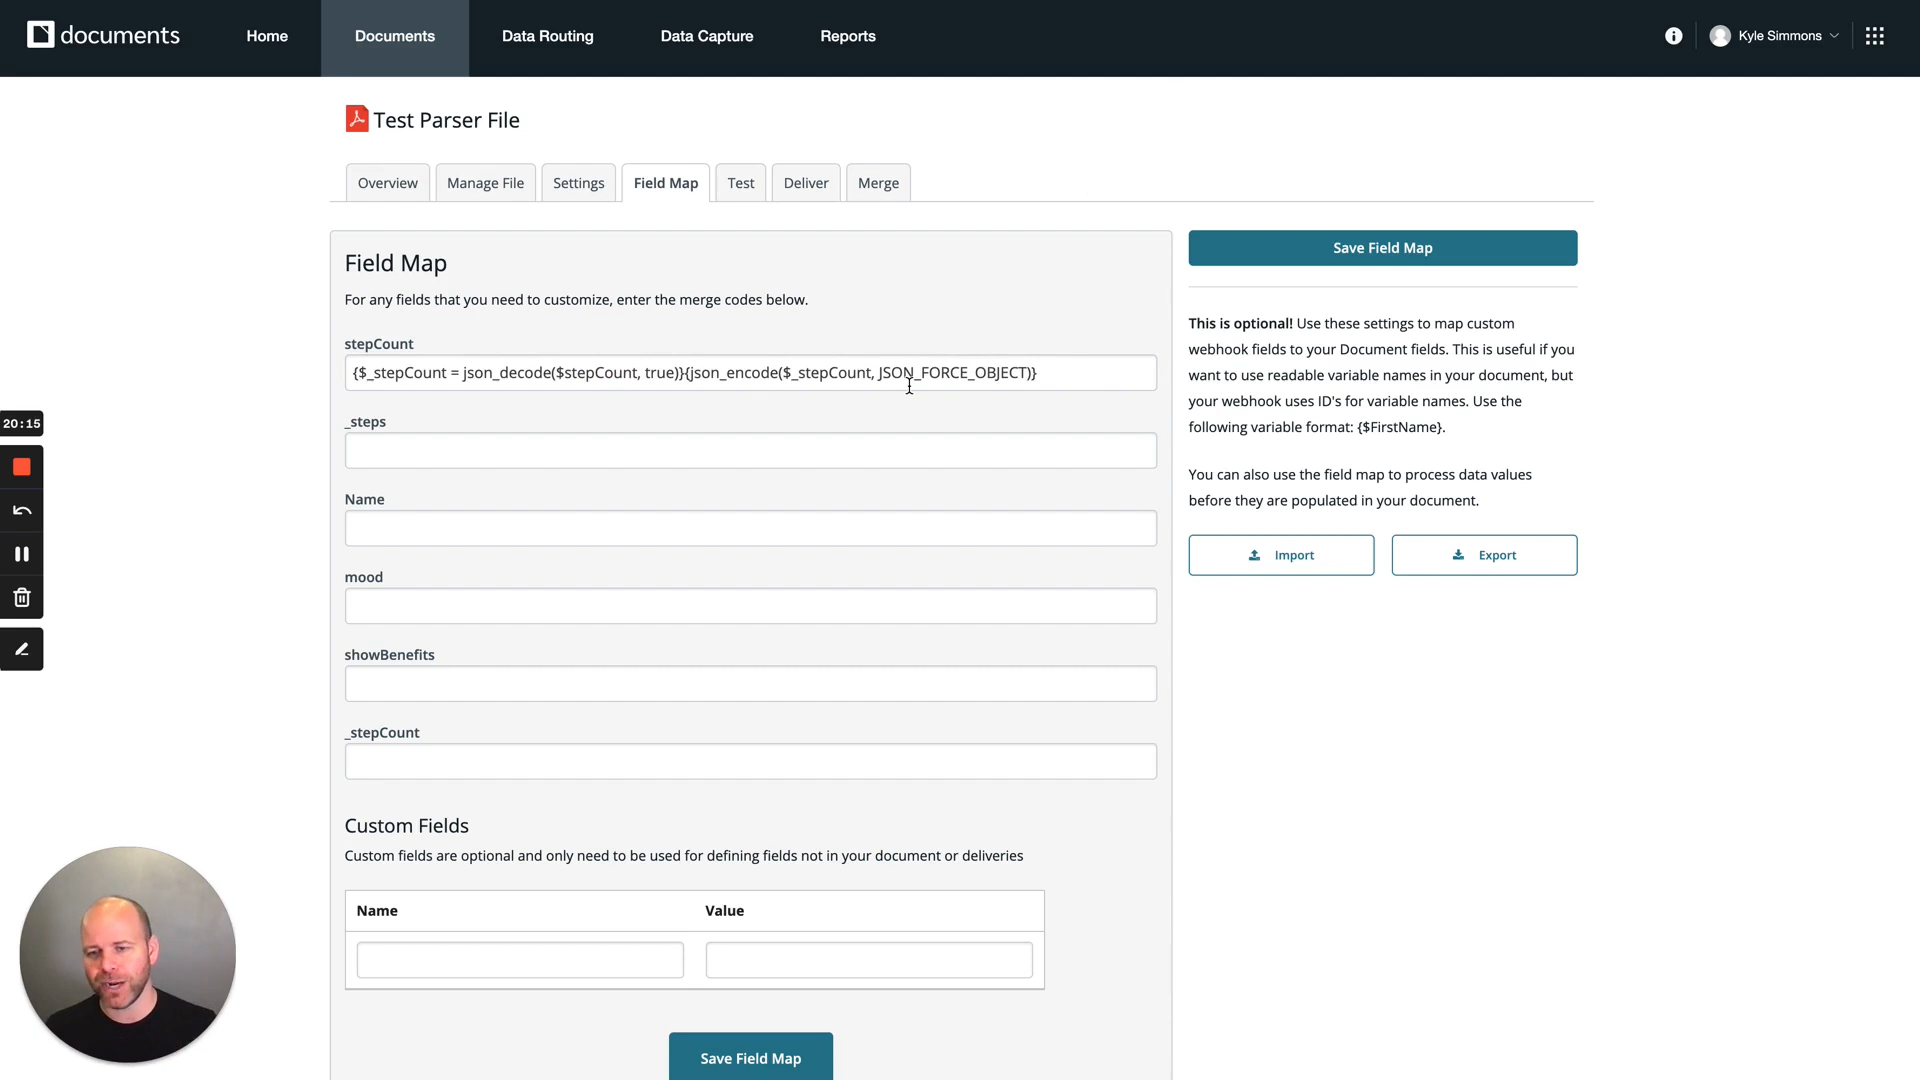 documents
Home
Documents
Data Routing
Data Capture
Reports
Kyle Simmons
Test Parser File
Overview
Manage File
Settings
Field Map
Test
Deliver
Merge
Field Map
For any fields that you need to customize, enter the merge codes below.
stepCount
{$_stepCount = json_decode($stepCount, true)}{json_encode($_stepCount, JSON_FORCE_OBJECT)}
_steps
Name
mood
showBenefits
_stepCount
Custom Fields
Custom fields are optional and only need to be used for defining fields not in your document or deliveries
Name
Value
Save Field Map
Save Field Map
This is optional! Use these settings to map custom
webhook fields to your Document fields. This is useful if you
want to use readable variable names in your document, but
your webhook uses ID's for variable names. Use the
following variable format: {$FirstName}.
You can also use the field map to process data values
before they are populated in your document.
Import
Export
20:15